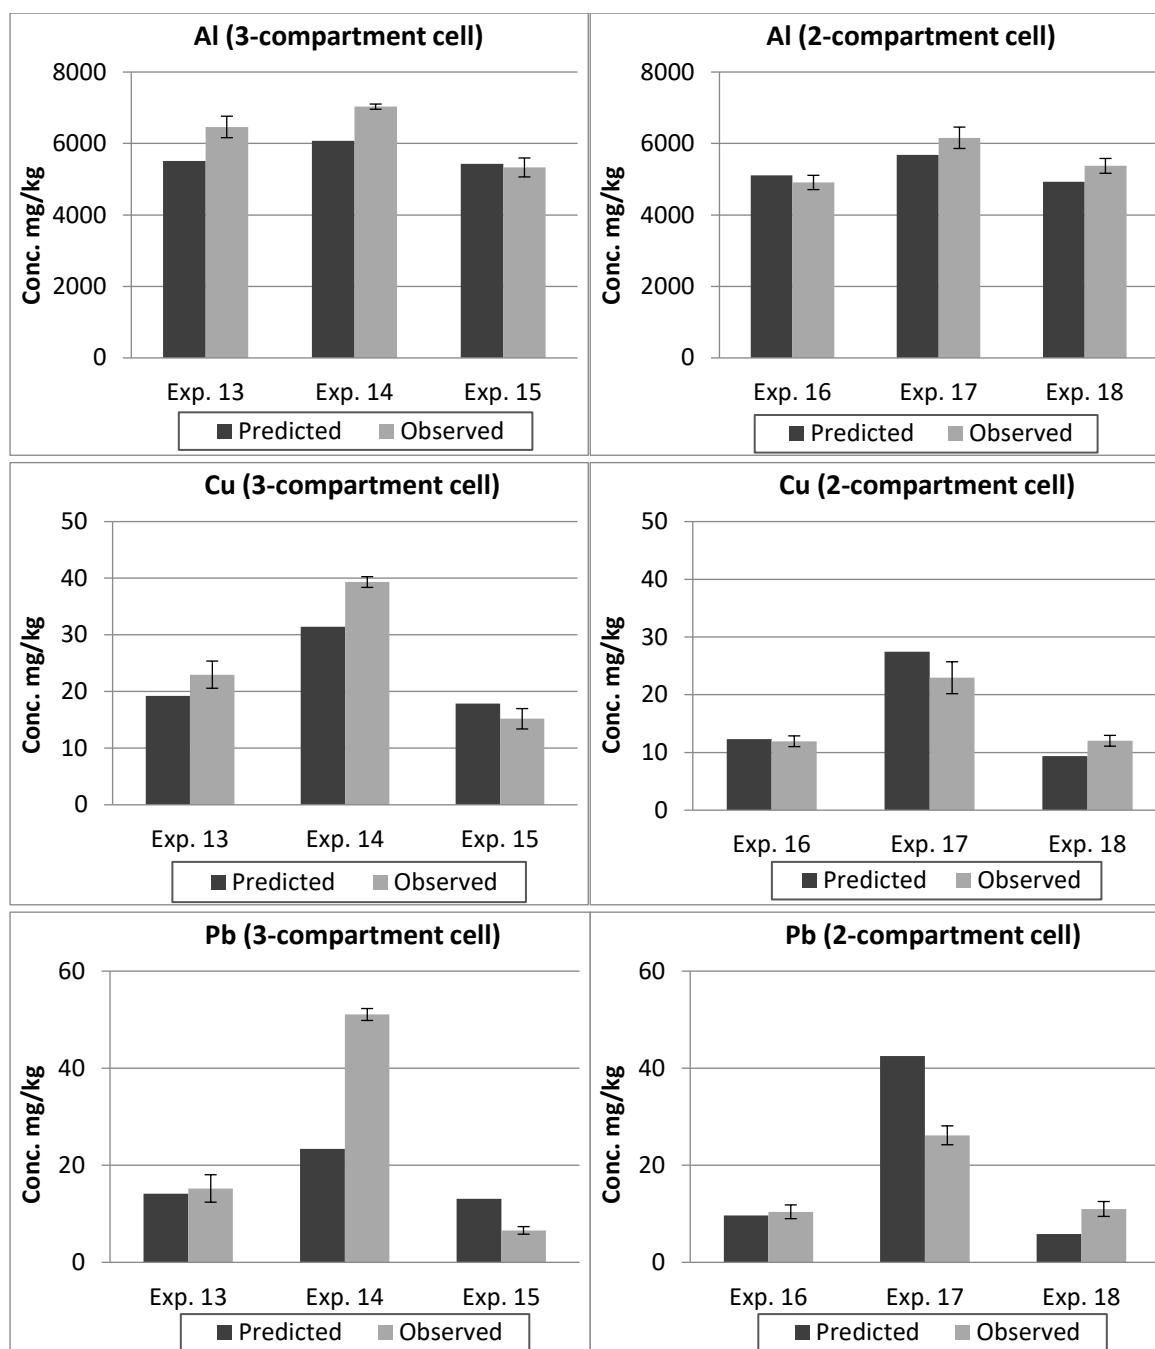 Al (3-compartment cell)
Conc. mg/kg
8000
6000
4000
2000
0
Exp. 13 Exp. 14 Exp. 15
Predicted Observed
Al (2-compartment cell)
Conc. mg/kg
8000
6000
4000
2000
0
Exp. 16 Exp. 17 Exp. 18
Predicted Observed
Cu (3-compartment cell)
Conc. mg/kg
50
40
30
20
10
0
Exp. 13 Exp. 14 Exp. 15
Predicted Observed
Cu (2-compartment cell)
Conc. mg/kg
50
40
30
20
10
0
Exp. 16 Exp. 17 Exp. 18
Predicted Observed
Pb (3-compartment cell)
Conc. mg/kg
60
40
20
0
Exp. 13 Exp. 14 Exp. 15
Predicted Observed
Pb (2-compartment cell)
Conc. mg/kg
60
40
20
0
Exp. 16 Exp. 17 Exp. 18
Predicted Observed